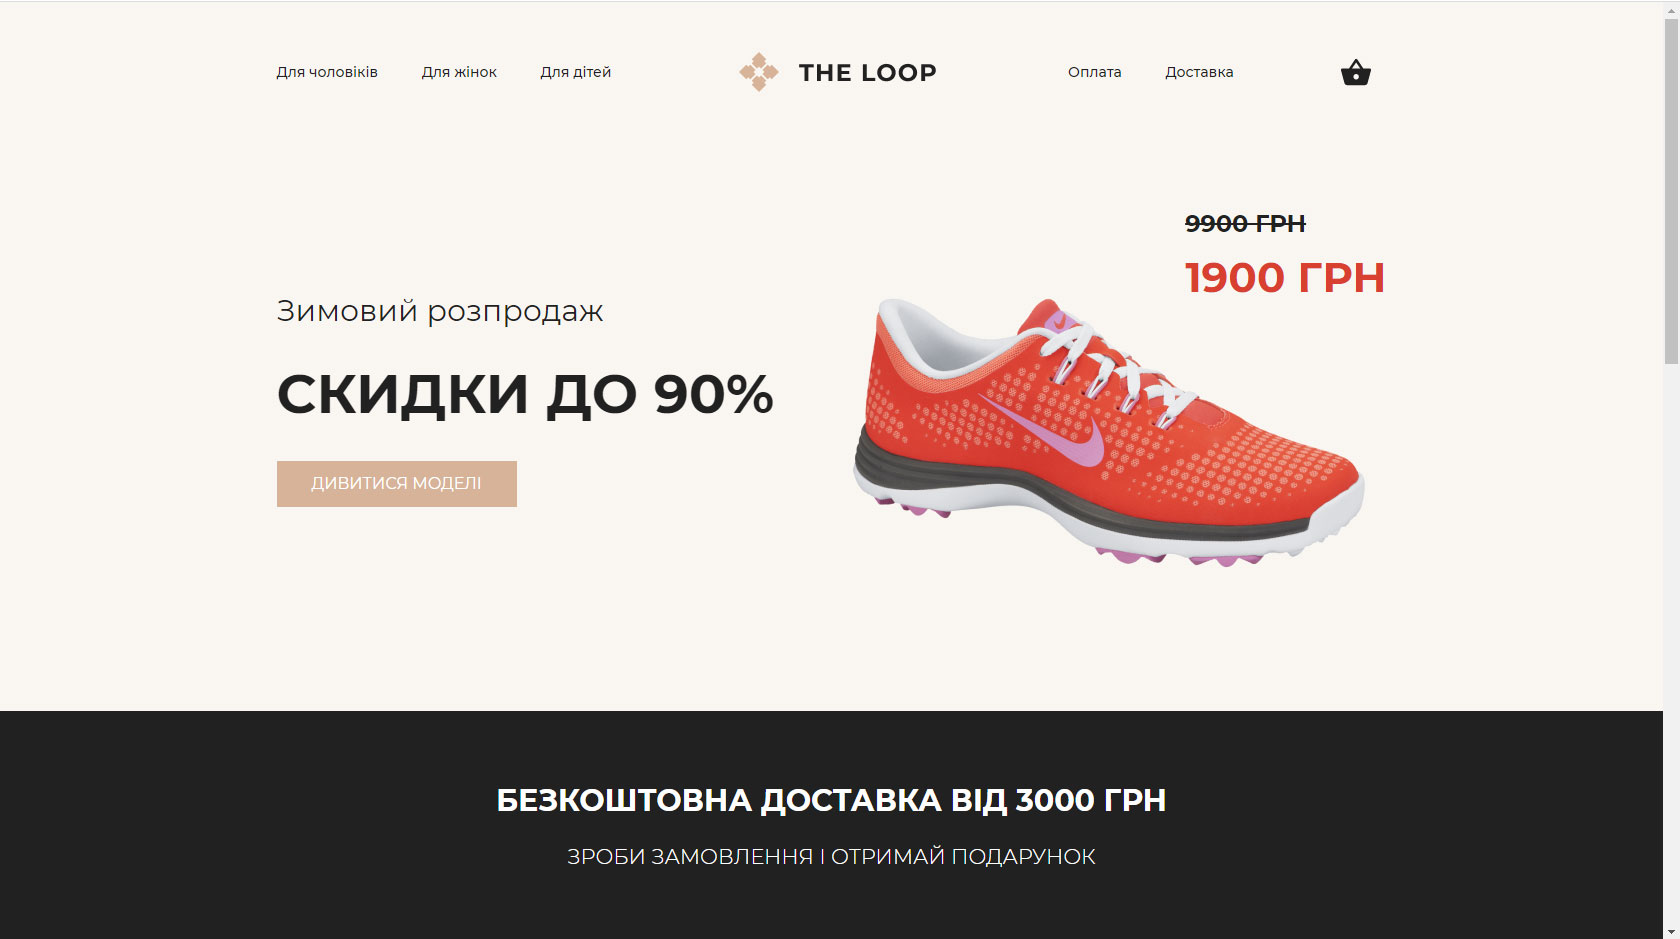 Для чоловіків Для жінок Для дітей THE LOOP Оплата Доставка
9900 ГРН
1900 ГРН
Зимовий розпродаж
СКИДКИ ДО 90%
ДИВИТИСЯ МОДЕЛІ
БЕЗКОШТОВНА ДОСТАВКА ВІД 3000 ГРН
ЗРОБИ ЗАМОВЛЕННЯ І ОТРИМАЙ ПОДАРУНОК